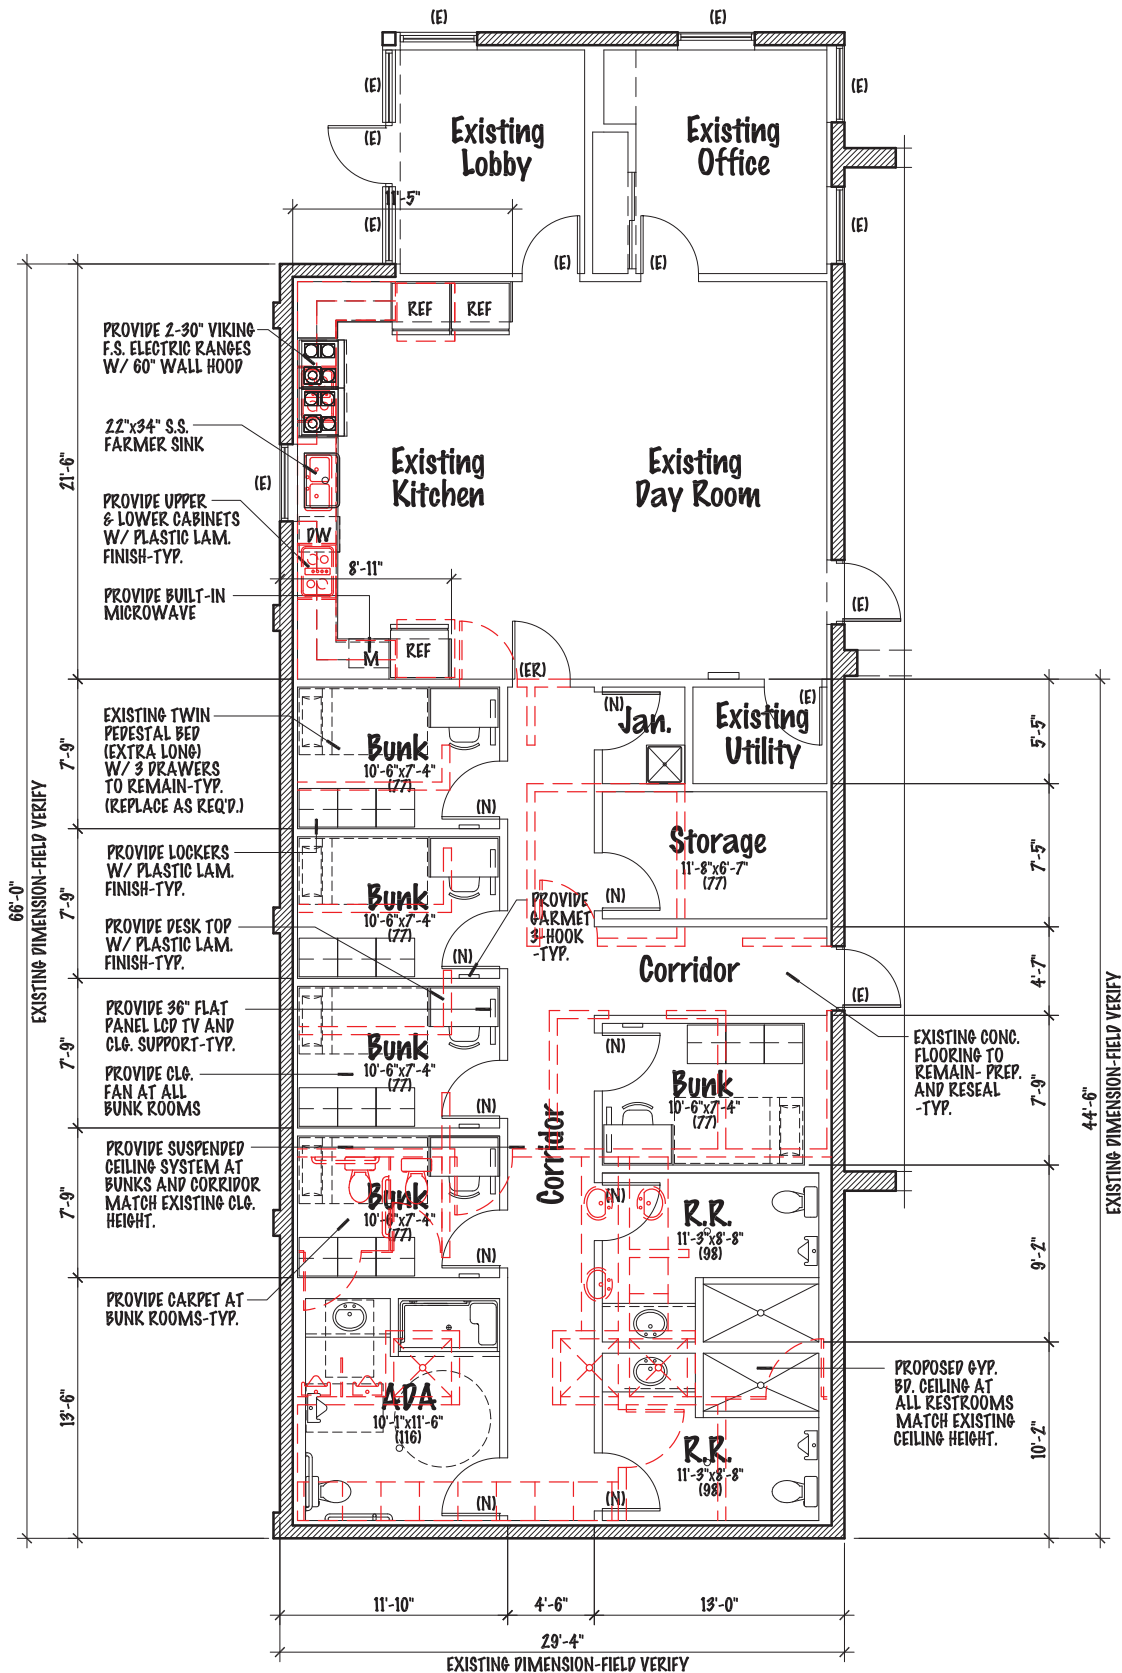 (E)
(E)
(E)
(E)
(E)
(E)
(E)
Existing
Lobby
Existing
Office
11'-5"
(E)
(E)
REF
REF
PROVIDE 2-30" VIKING
F.S. ELECTRIC RANGES
W/ 60" WALL HOOD
22"x34" S.S.
FARMER SINK
(E)
PROVIDE UPPER
& LOWER CABINETS
W/ PLASTIC LAM.
FINISH-TYP.
PROVIDE BUILT-IN
MICROWAVE
Existing
Kitchen
Existing
Day Room
DW
8'-11"
M
REF
(ER)
(E)
21'-6"
66'-0"
EXISTING DIMENSION-FIELD VERIFY
7'-9"
7'-9"
7'-9"
7'-9"
13'-6"
EXISTING TWIN
PEDESTAL BED
(EXTRA LONG)
W/ 3 DRAWERS
TO REMAIN-TYP.
(REPLACE AS REQ'D.)
PROVIDE LOCKERS
W/ PLASTIC LAM.
FINISH-TYP.
PROVIDE DESK TOP
W/ PLASTIC LAM.
FINISH-TYP.
PROVIDE 36" FLAT
PANEL LCD TV AND
CLG. SUPPORT-TYP.
PROVIDE CLG.
FAN AT ALL
BUNK ROOMS
PROVIDE SUSPENDED
CEILING SYSTEM AT
BUNKS AND CORRIDOR
MATCH EXISTING CLG.
HEIGHT.
PROVIDE CARPET AT
BUNK ROOMS-TYP.
Bunk
10'-6"x7'-4"
(77)
(N)
Bunk
10'-6"x7'-4"
(77)
(N)
Bunk
10'-6"x7'-4"
(77)
(N)
Bunk
10'-6"x7'-4"
(77)
(N)
ADA
10'-1"x11'-6"
(116)
(N)
PROVIDE
GARMET
3-HOOK
-TYP.
(N)
Jan.
Existing
Utility
(E)
Storage
11'-8"x6'-7"
(77)
(N)
Corridor
(E)
(N)
Bunk
10'-6"x7'-4"
(77)
Corridor
(N)
R.R.
11'-3"x8'-8"
(98)
R.R.
11'-3"x8'-8"
(98)
(N)
5'-5"
7'-5"
4'-7"
7'-9"
9'-2"
10'-2"
44'-6"
EXISTING DIMENSION-FIELD VERIFY
EXISTING CONC.
FLOORING TO
REMAIN- PREP.
AND RESEAL
-TYP.
PROPOSED GYP.
BD. CEILING AT
ALL RESTROOMS
MATCH EXISTING
CEILING HEIGHT.
11'-10"
4'-6"
13'-0"
29'-4"
EXISTING DIMENSION-FIELD VERIFY